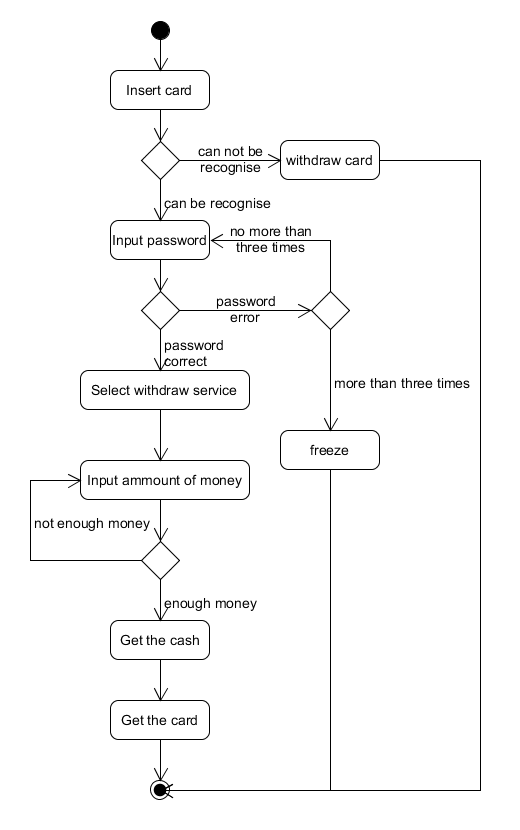 Insert card
can not be
recognise
withdraw card
can be recognise
Input password
no more than
three times
password
error
password
correct
more than three times
Select withdraw service
freeze
Input ammount of money
not enough money
enough money
Get the cash
Get the card